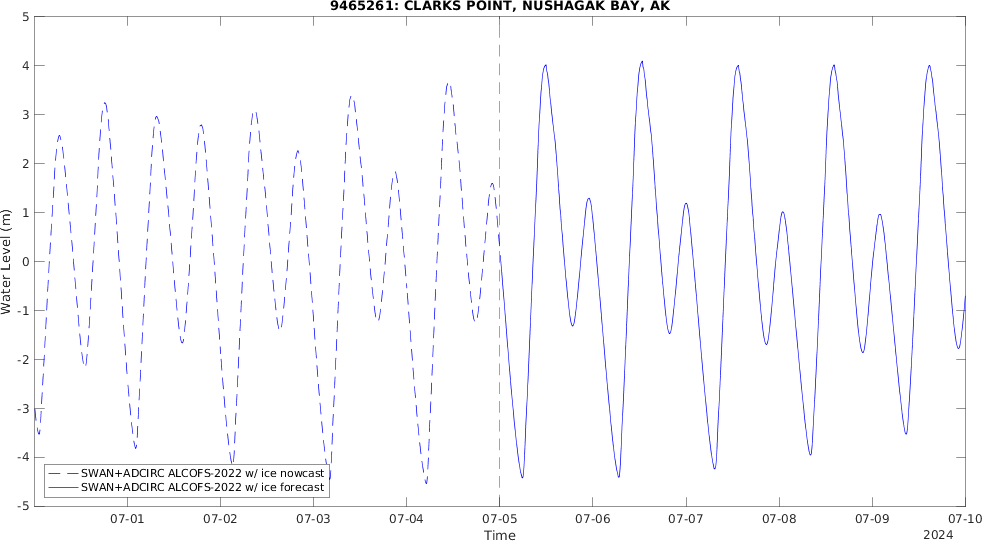 9465261: CLARKS POINT, NUSHAGAK BAY, AK
5
4
3
2
1
0
-1
-2
-3
-4
-5
Water Level (m)
SWAN+ADCIRC ALCOFS-2022 w/ ice nowcast
SWAN+ADCIRC ALCOFS-2022 w/ ice forecast
07-01 07-02 07-03 07-04 07-05 07-06 07-07 07-08 07-09 07-10
Time
2024